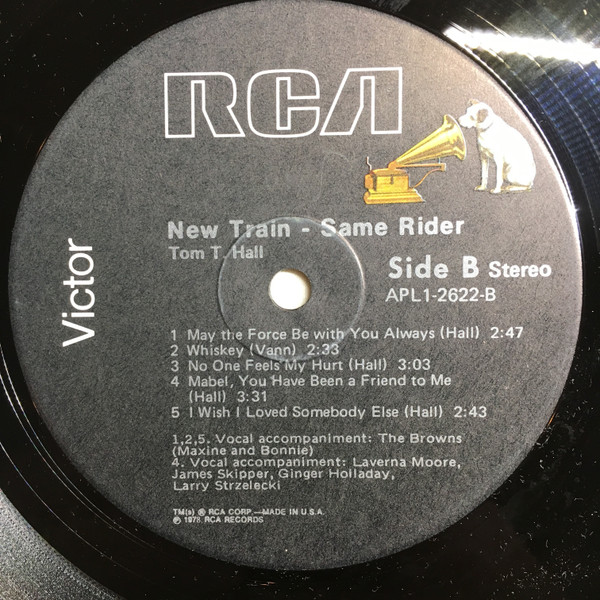 RCA
Victor
New Train - Same Rider
Tom T. Hall
Side B Stereo
APL1-2622-B
1 May the Force Be with You Always (Hall) 2:47
2 Whiskey (Vann) 2:33
3 No One Feels My Hurt (Hall) 3:03
4 Mabel, You Have Been a Friend to Me
(Hall) 3:31
5 I Wish I Loved Somebody Else (Hall) 2:43
1,2,5. Vocal accompaniment: The Browns
(Maxine and Bonnie)
4. Vocal accompaniment: Laverna Moore,
James Skipper, Ginger Holladay,
Larry Strzelecki
TM(s) ® RCA CORP.—MADE IN U.S.A.
℗ 1978 RCA RECORDS